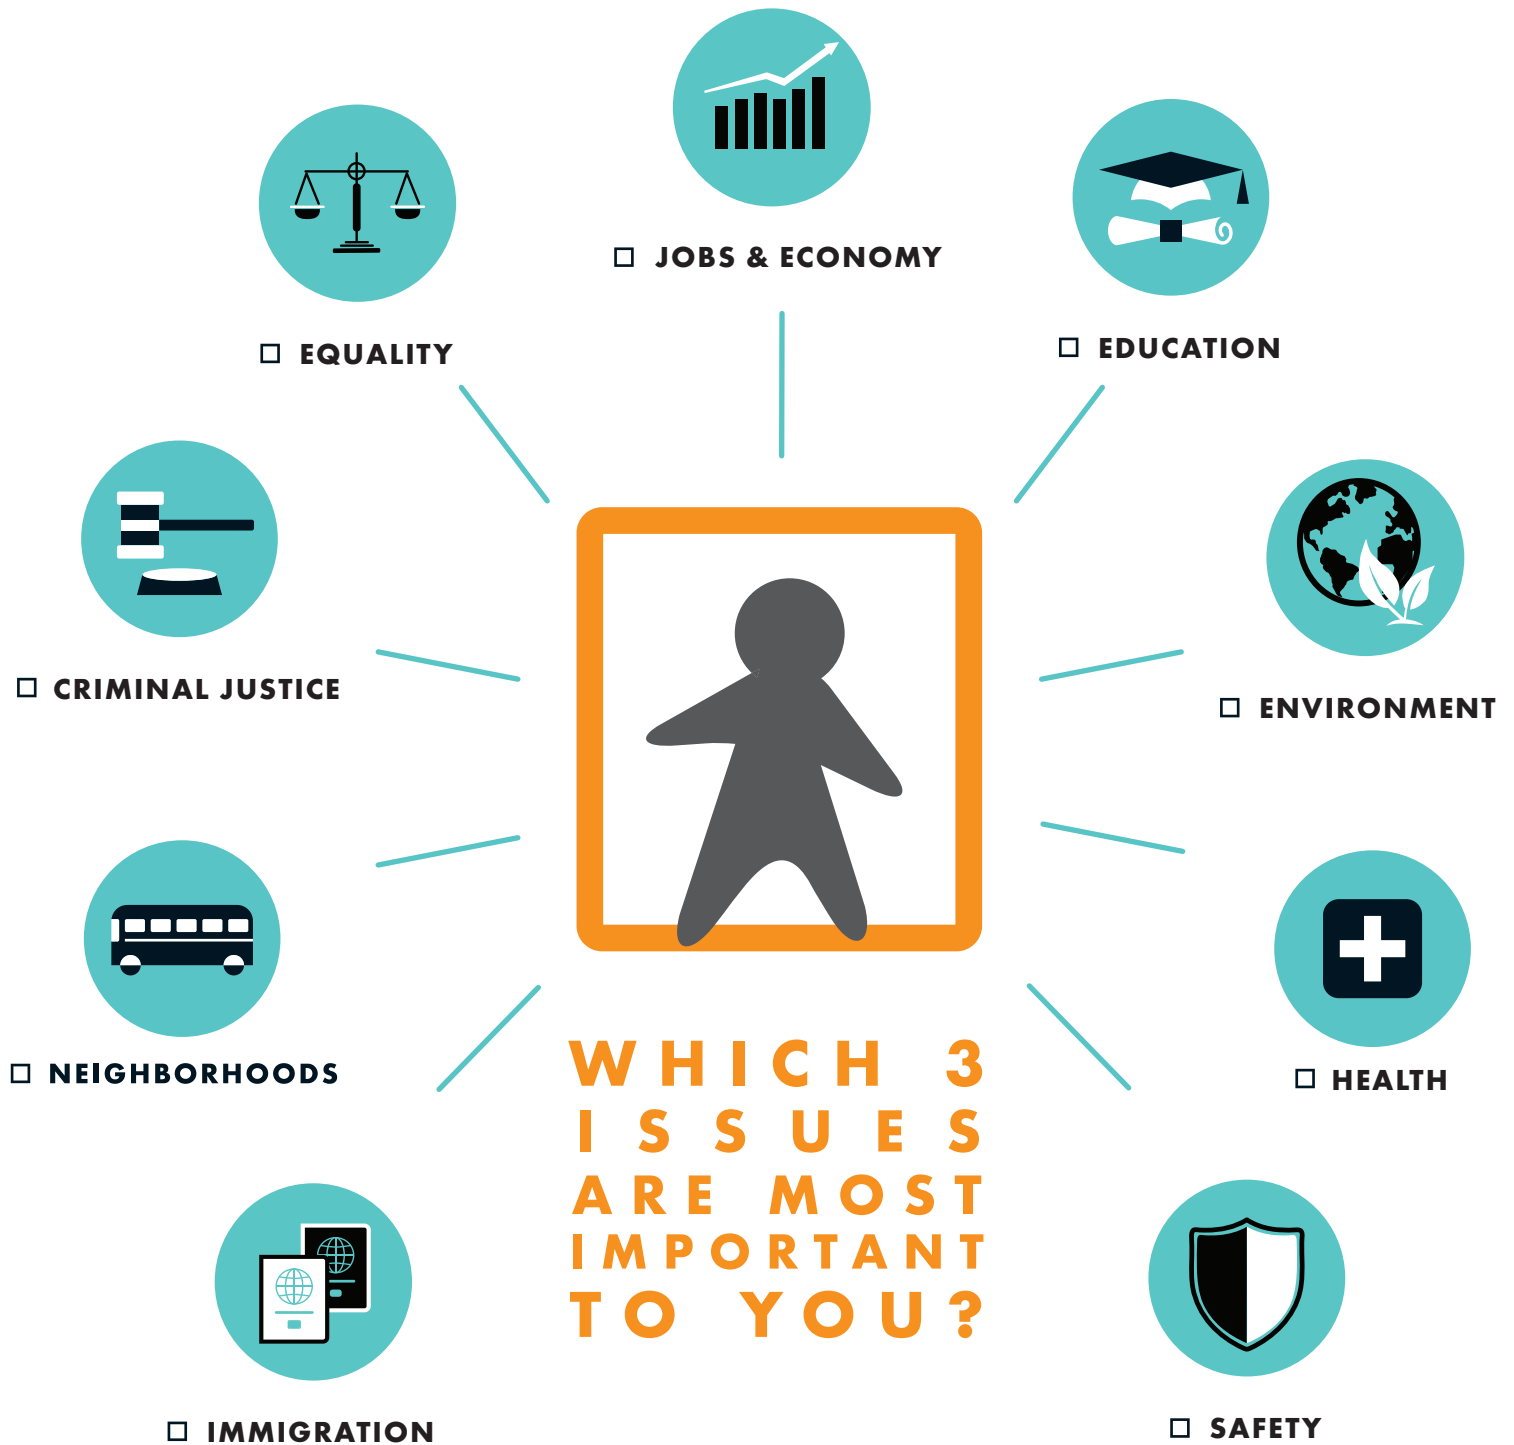 JOBS & ECONOMY
EQUALITY
EDUCATION
CRIMINAL JUSTICE
ENVIRONMENT
NEIGHBORHOODS
HEALTH
WHICH 3
ISSUES
ARE MOST
IMPORTANT
TO YOU?
IMMIGRATION
SAFETY